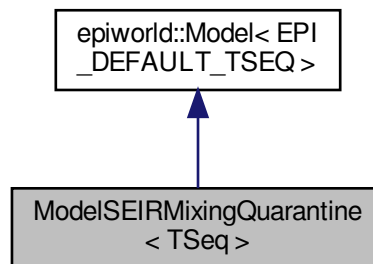 epiworld::Model< EPI
_DEFAULT_TSEQ >
ModelSEIRMixingQuarantine
< TSeq >